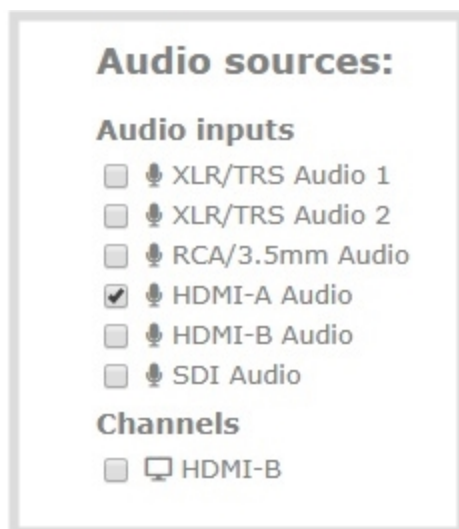 Audio sources:
Audio inputs
XLR/TRS Audio 1
XLR/TRS Audio 2
RCA/3.5mm Audio
HDMI-A Audio
HDMI-B Audio
SDI Audio
Channels
HDMI-B